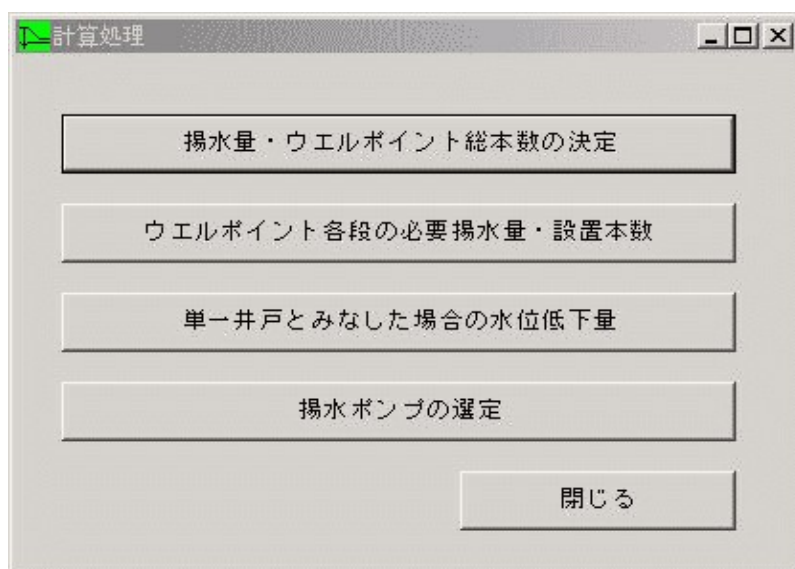 計算処理
揚水量・ウエルポイント総本数の決定
ウエルポイント各段の必要揚水量・設置本数
単一井戸とみなした場合の水位低下量
揚水ポンプの選定
閉じる